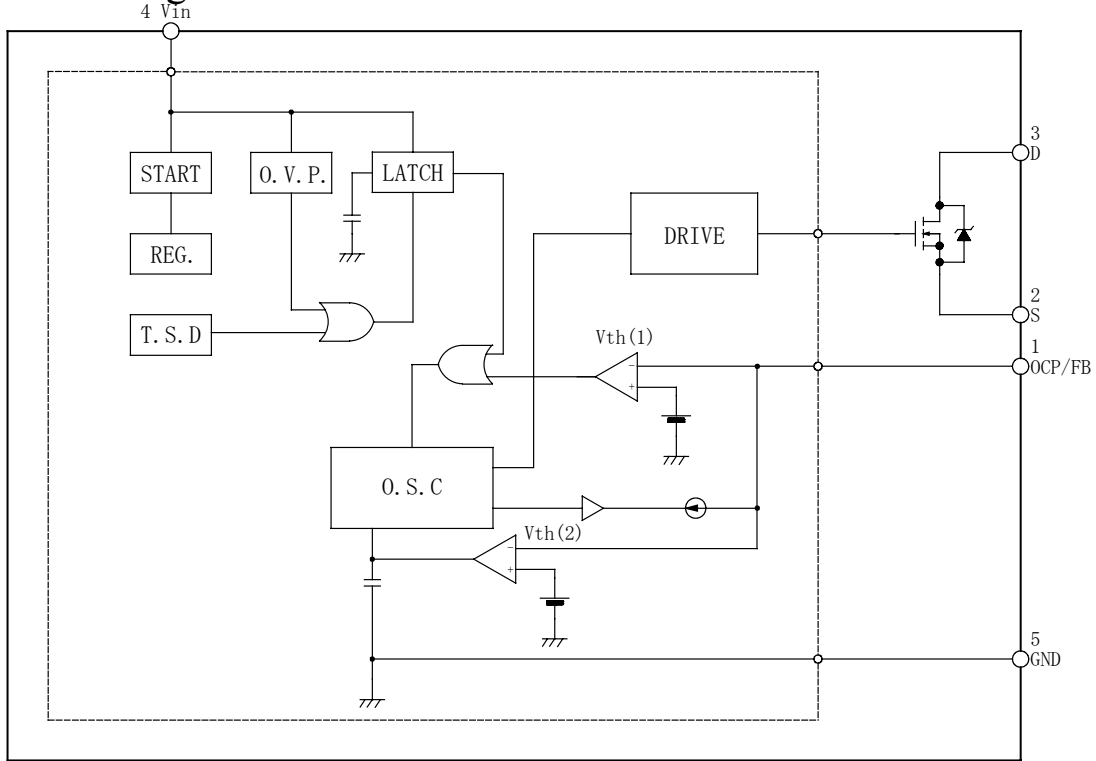 4 Vin
3
D
START
O.V.P.
LATCH
DRIVE
REG.
2
S
T.S.D
Vth(1)
1
OCP/FB
-
+
O.S.C
Vth(2)
-
+
5
GND